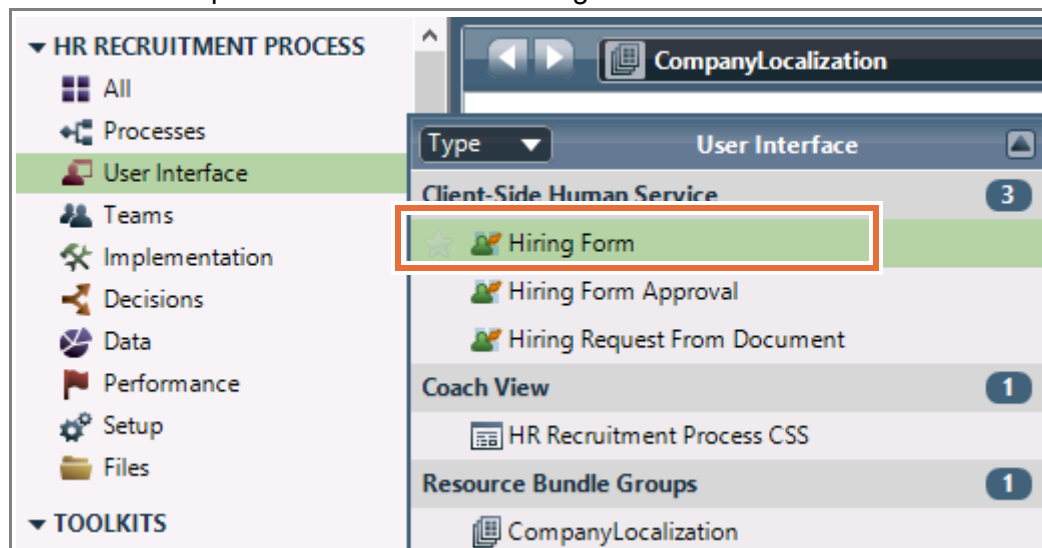 HR RECRUITMENT PROCESS
All
Processes
User Interface
Teams
Implementation
Decisions
Data
Performance
Setup
Files
TOOLKITS
CompanyLocalization
Type
User Interface
Client-Side Human Service
3
Hiring Form
Hiring Form Approval
Hiring Request From Document
Coach View
1
HR Recruitment Process CSS
Resource Bundle Groups
1
CompanyLocalization